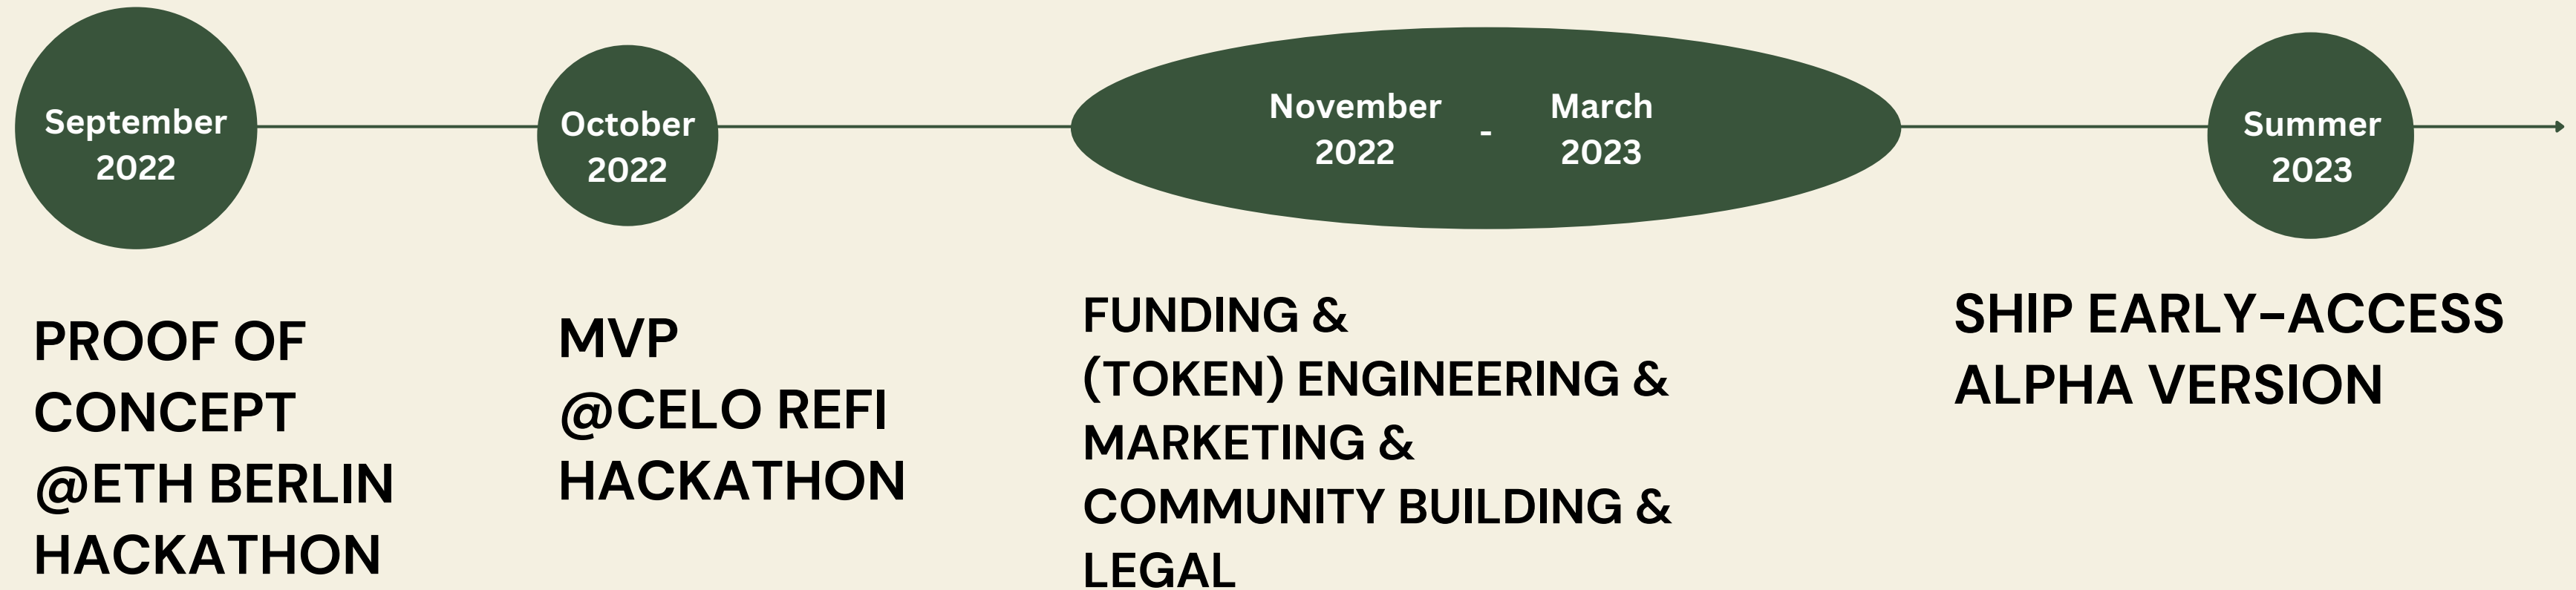 September
2022
October
2022
November
2022
-
March
2023
Summer
2023
PROOF OF
CONCEPT
@ETH BERLIN
HACKATHON
MVP
@CELO REFI
HACKATHON
FUNDING &
(TOKEN) ENGINEERING &
MARKETING &
COMMUNITY BUILDING &
LEGAL
SHIP EARLY–ACCESS
ALPHA VERSION